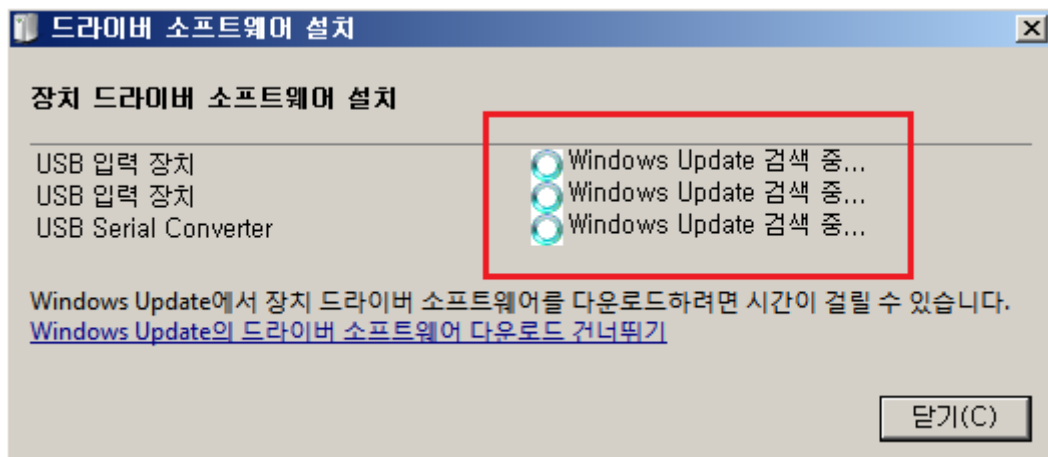 드라이버 소프트웨어 설치
장치 드라이버 소프트웨어 설치
USB 입력 장치 Windows Update 검색 중...
USB 입력 장치 Windows Update 검색 중...
USB Serial Converter Windows Update 검색 중...
Windows Update에서 장치 드라이버 소프트웨어를 다운로드하려면 시간이 걸릴 수 있습니다.
Windows Update의 드라이버 소프트웨어 다운로드 건너뛰기
닫기(C)